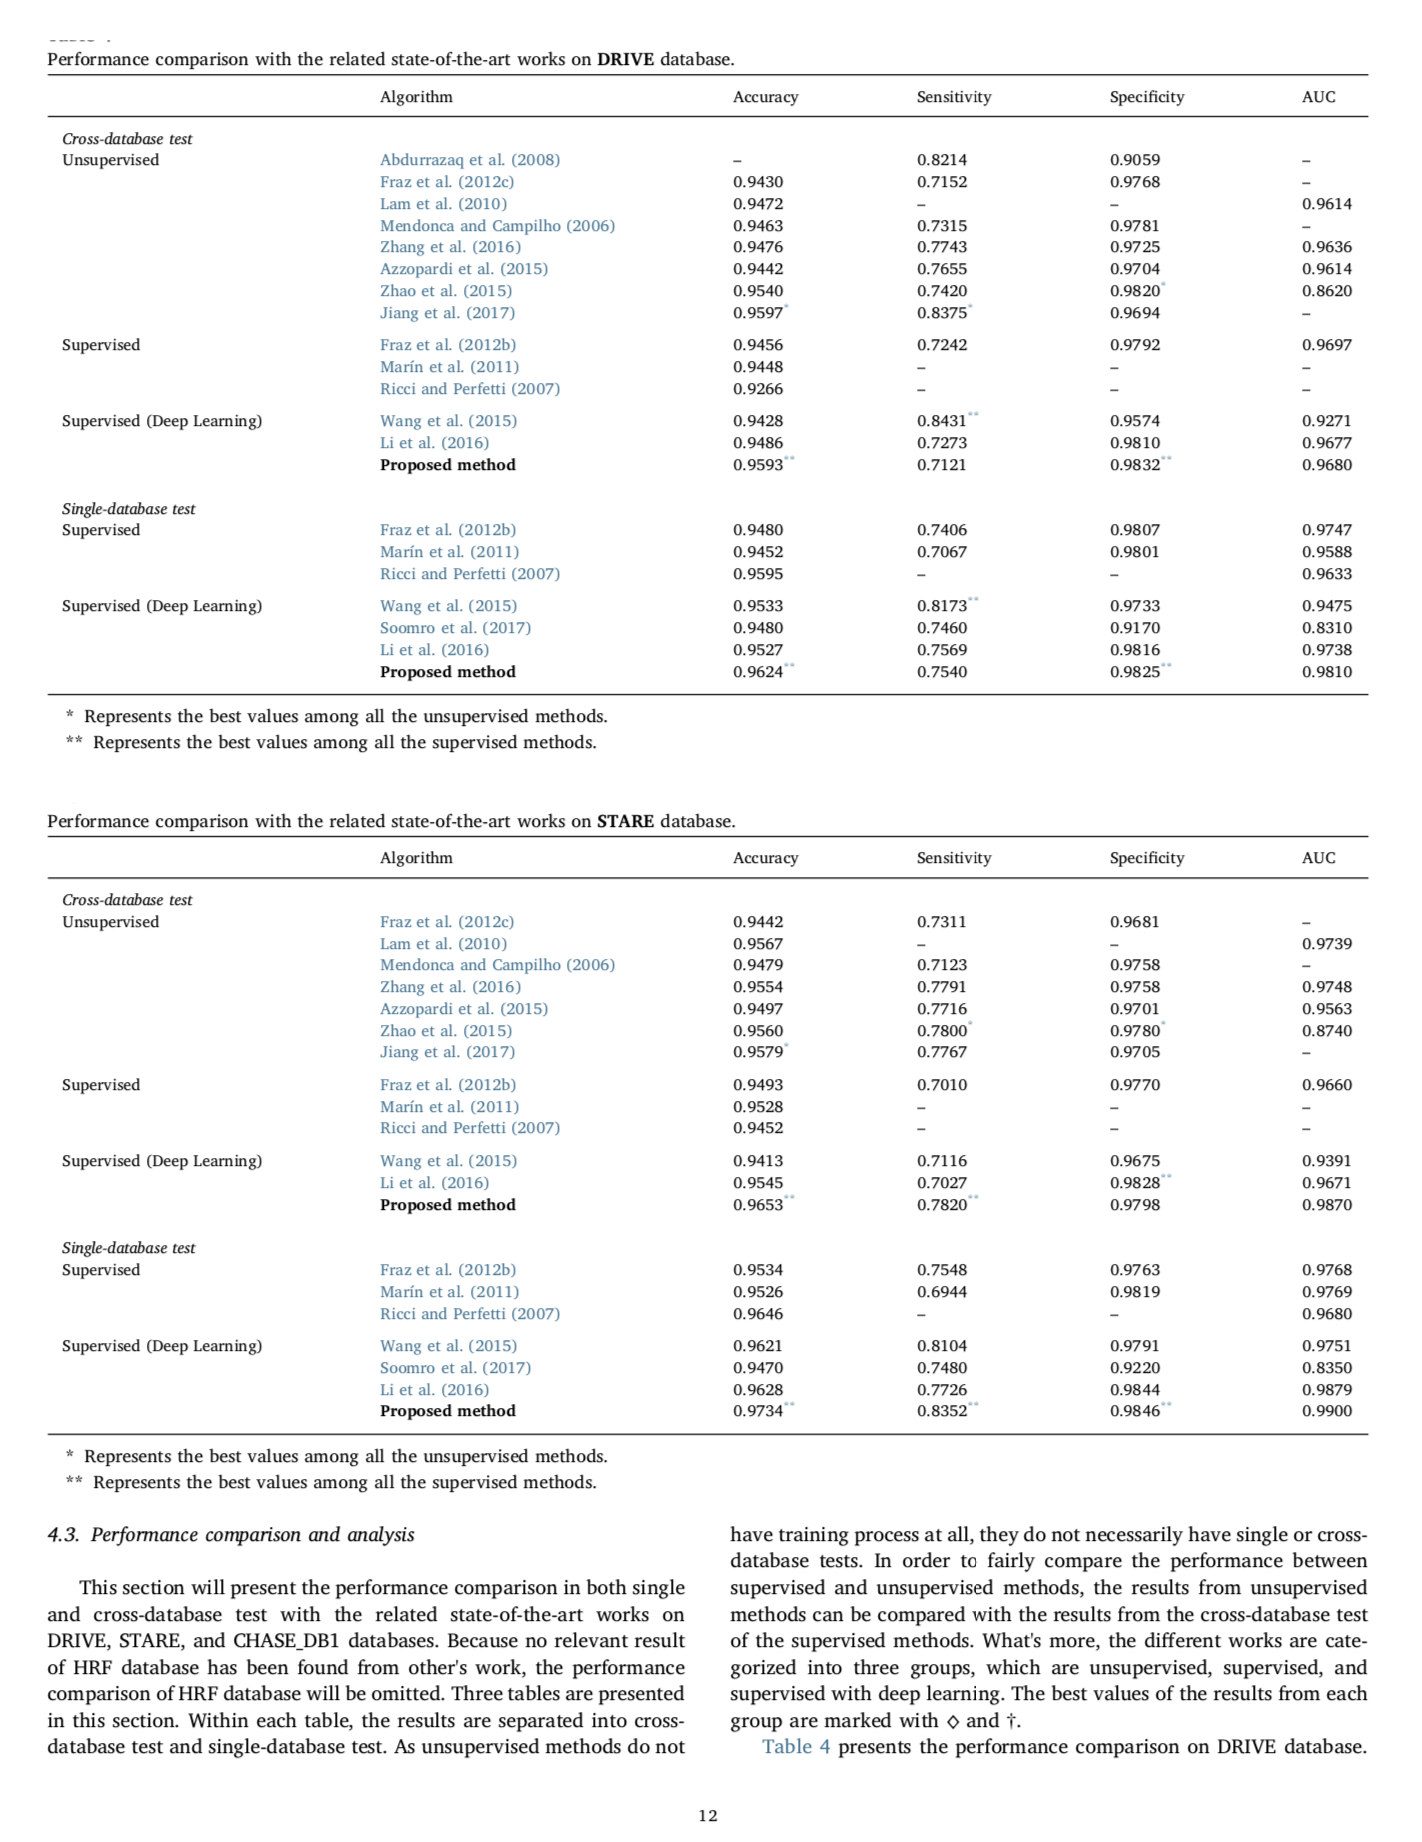 Performance comparison with the related state-of-the-art works on DRIVE database.
Algorithm Accuracy Sensitivity Specificity AUC
Cross-database test
Unsupervised Abdurrazaq et al. (2008) – 0.8214 0.9059 –
Fraz et al. (2012c) 0.9430 0.7152 0.9768 –
Lam et al. (2010) 0.9472 – – 0.9614
Mendonca and Campilho (2006) 0.9463 0.7315 0.9781 –
Zhang et al. (2016) 0.9476 0.7743 0.9725 0.9636
Azzopardi et al. (2015) 0.9442 0.7655 0.9704 0.9614
Zhao et al. (2015) 0.9540 0.7420 0.9820* 0.8620
Jiang et al. (2017) 0.9597* 0.8375* 0.9694 –
Supervised Fraz et al. (2012b) 0.9456 0.7242 0.9792 0.9697
Marín et al. (2011) 0.9448 – – –
Ricci and Perfetti (2007) 0.9266 – – –
Supervised (Deep Learning) Wang et al. (2015) 0.9428 0.8431** 0.9574 0.9271
Li et al. (2016) 0.9486 0.7273 0.9810 0.9677
Proposed method 0.9593** 0.7121 0.9832** 0.9680
Single-database test
Supervised Fraz et al. (2012b) 0.9480 0.7406 0.9807 0.9747
Marín et al. (2011) 0.9452 0.7067 0.9801 0.9588
Ricci and Perfetti (2007) 0.9595 – – 0.9633
Supervised (Deep Learning) Wang et al. (2015) 0.9533 0.8173** 0.9733 0.9475
Soomro et al. (2017) 0.9480 0.7460 0.9170 0.8310
Li et al. (2016) 0.9527 0.7569 0.9816 0.9738
Proposed method 0.9624** 0.7540 0.9825** 0.9810
* Represents the best values among all the unsupervised methods.
** Represents the best values among all the supervised methods.
Performance comparison with the related state-of-the-art works on STARE database.
Algorithm Accuracy Sensitivity Specificity AUC
Cross-database test
Unsupervised Fraz et al. (2012c) 0.9442 0.7311 0.9681 –
Lam et al. (2010) 0.9567 – – 0.9739
Mendonca and Campilho (2006) 0.9479 0.7123 0.9758 –
Zhang et al. (2016) 0.9554 0.7791 0.9758 0.9748
Azzopardi et al. (2015) 0.9497 0.7716 0.9701 0.9563
Zhao et al. (2015) 0.9560 0.7800* 0.9780* 0.8740
Jiang et al. (2017) 0.9579* 0.7767 0.9705 –
Supervised Fraz et al. (2012b) 0.9493 0.7010 0.9770 0.9660
Marín et al. (2011) 0.9528 – – –
Ricci and Perfetti (2007) 0.9452 – – –
Supervised (Deep Learning) Wang et al. (2015) 0.9413 0.7116 0.9675 0.9391
Li et al. (2016) 0.9545 0.7027 0.9828** 0.9671
Proposed method 0.9653** 0.7820** 0.9798 0.9870
Single-database test
Supervised Fraz et al. (2012b) 0.9534 0.7548 0.9763 0.9768
Marín et al. (2011) 0.9526 0.6944 0.9819 0.9769
Ricci and Perfetti (2007) 0.9646 – – 0.9680
Supervised (Deep Learning) Wang et al. (2015) 0.9621 0.8104 0.9791 0.9751
Soomro et al. (2017) 0.9470 0.7480 0.9220 0.8350
Li et al. (2016) 0.9628 0.7726 0.9844 0.9879
Proposed method 0.9734** 0.8352** 0.9846** 0.9900
* Represents the best values among all the unsupervised methods.
** Represents the best values among all the supervised methods.
4.3. Performance comparison and analysis
This section will present the performance comparison in both single
and cross-database test with the related state-of-the-art works on
DRIVE, STARE, and CHASE_DB1 databases. Because no relevant result
of HRF database has been found from other's work, the performance
comparison of HRF database will be omitted. Three tables are presented
in this section. Within each table, the results are separated into cross-
database test and single-database test. As unsupervised methods do not
have training process at all, they do not necessarily have single or cross-
database tests. In order to fairly compare the performance between
supervised and unsupervised methods, the results from unsupervised
methods can be compared with the results from the cross-database test
of the supervised methods. What's more, the different works are cate-
gorized into three groups, which are unsupervised, supervised, and
supervised with deep learning. The best values of the results from each
group are marked with ◊ and †.
Table 4 presents the performance comparison on DRIVE database.
12